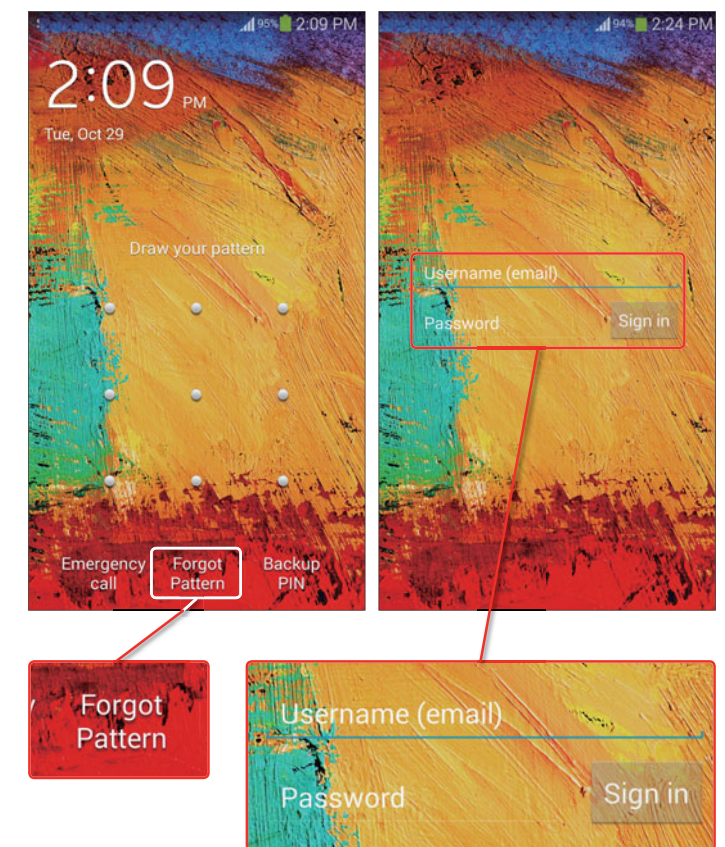 95% 2:09 PM
2:09 PM
Tue, Oct 29
Draw your pattern
Emergency call
Forgot Pattern
Backup PIN
94% 2:24 PM
Username (email)
Password
Sign in
Forgot
Pattern
Username (email)
Password
Sign in